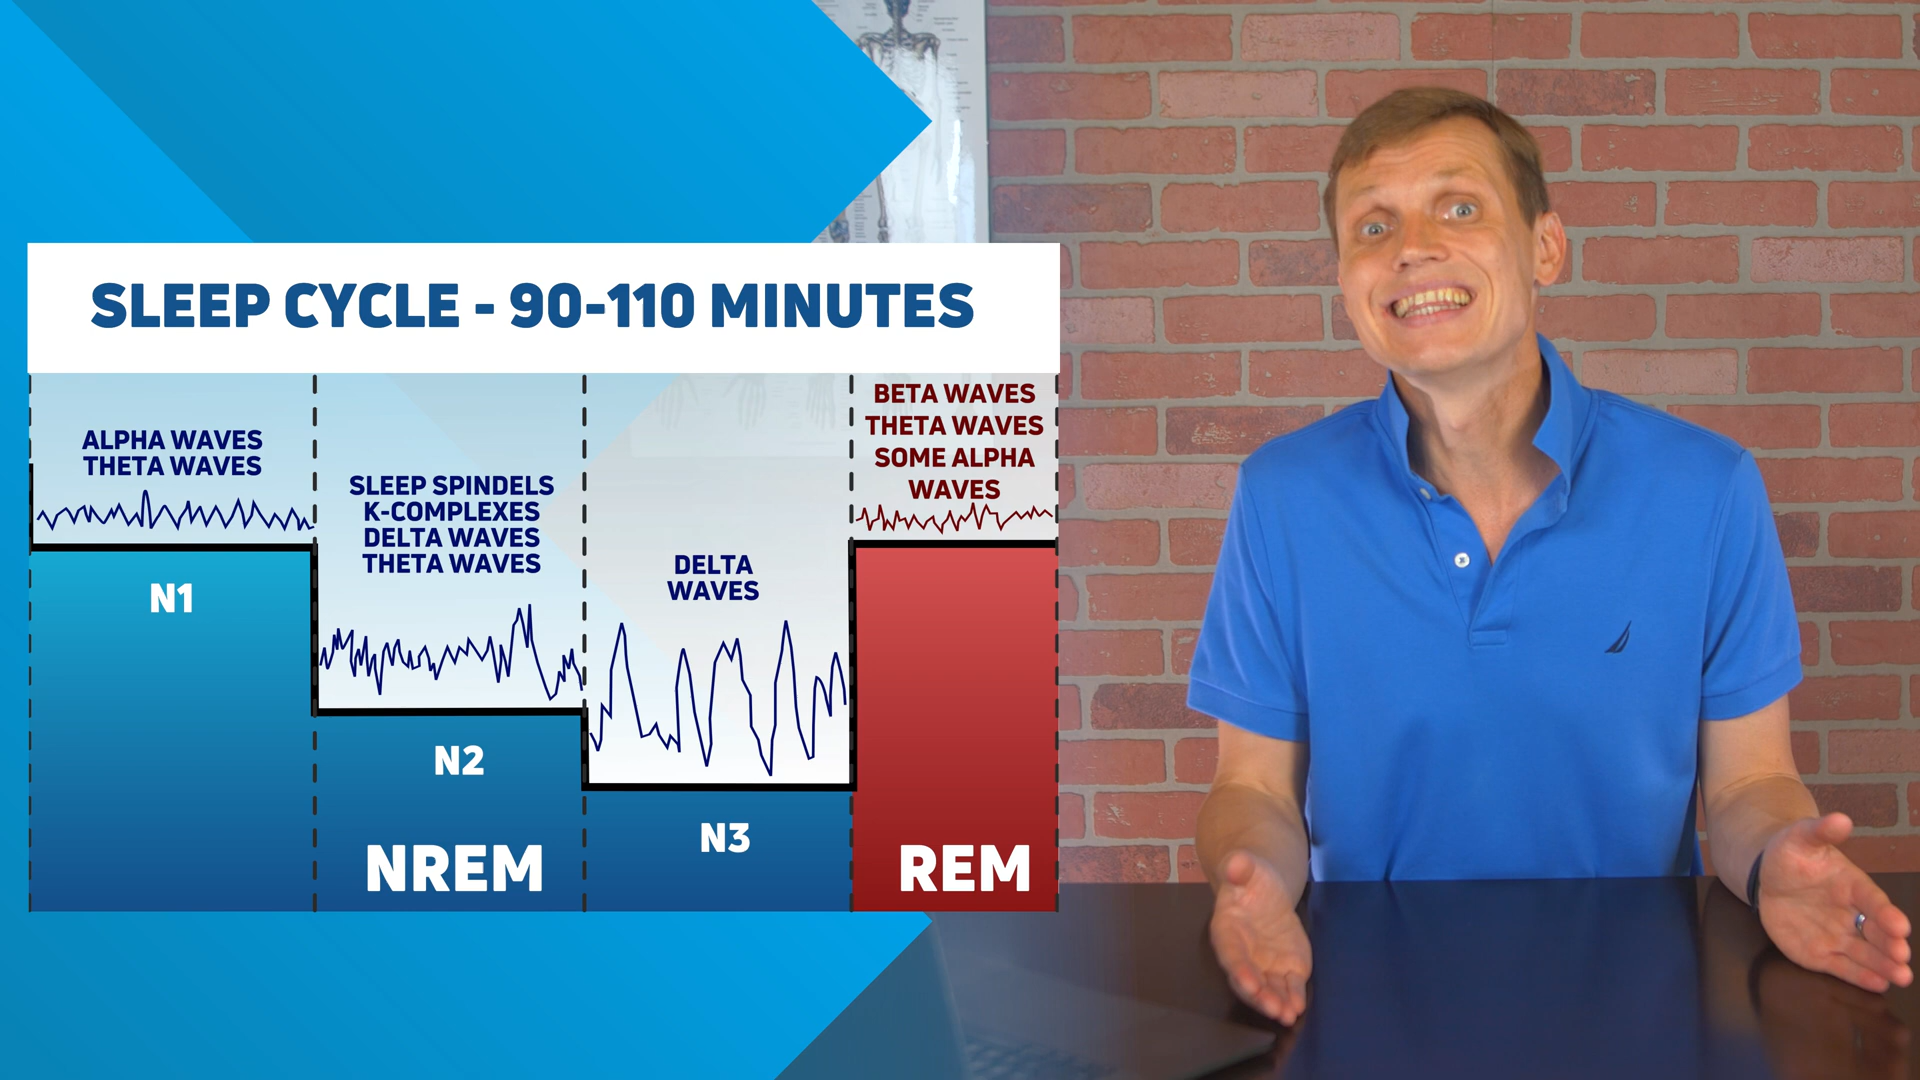 SLEEP CYCLE - 90-110 MINUTES
ALPHA WAVES
THETA WAVES
N1
SLEEP SPINDELS
K-COMPLEXES
DELTA WAVES
THETA WAVES
N2
DELTA
WAVES
N3
NREM
BETA WAVES
THETA WAVES
SOME ALPHA
WAVES
REM